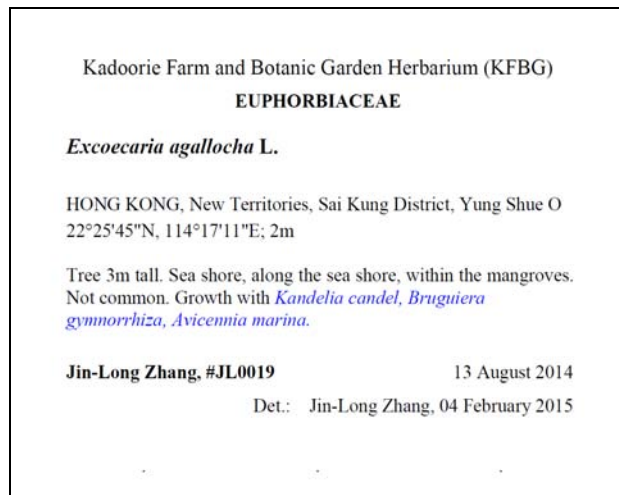 Kadoorie Farm and Botanic Garden Herbarium (KFBG)
EUPHORBIACEAE
Excoecaria agallocha L.
HONG KONG, New Territories, Sai Kung District, Yung Shue O
22°25'45"N, 114°17'11"E; 2m
Tree 3m tall. Sea shore, along the sea shore, within the mangroves.
Not common. Growth with Kandelia candel, Bruguiera
gymnorrhiza, Avicennia marina.
Jin-Long Zhang, #JL0019 13 August 2014
Det.: Jin-Long Zhang, 04 February 2015